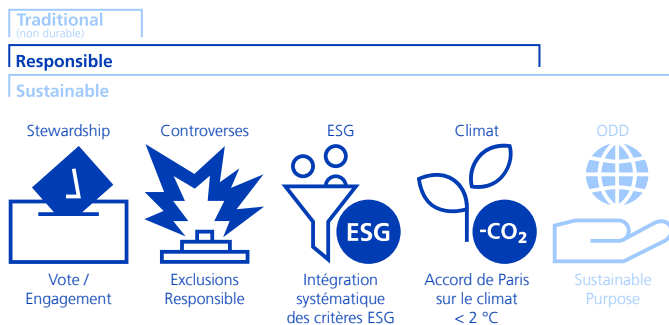 Traditional
(non durable)
Responsible
Sustainable
Stewardship
Controverses
ESG
Climat
ODD
ESG
-CO₂
Vote /
Engagement
Exclusions
Responsible
Intégration
systématique
des critères ESG
Accord de Paris
sur le climat
< 2 °C
Sustainable
Purpose